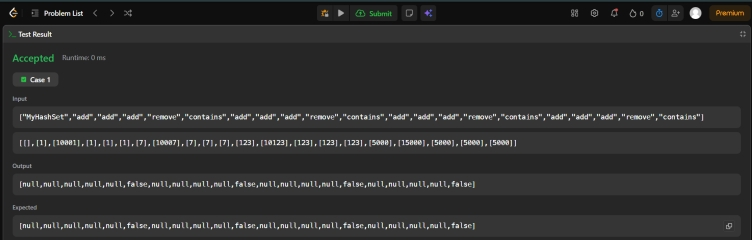 Problem List
Submit
0
Premium
Test Result
Accepted Runtime: 0 ms
Case 1
Input
["MyHashSet","add","add","add","remove","contains","add","add","add","remove","contains","add","add","add","remove","contains","add","add","add","remove","contains"]
[[],[1],[10001],[1],[1],[1],[7],[10007],[7],[7],[7],[123],[10123],[123],[123],[123],[5000],[15000],[5000],[5000],[5000]]
Output
[null,null,null,null,null,false,null,null,null,null,false,null,null,null,null,false,null,null,null,null,false]
Expected
[null,null,null,null,null,false,null,null,null,null,false,null,null,null,null,false,null,null,null,null,false]